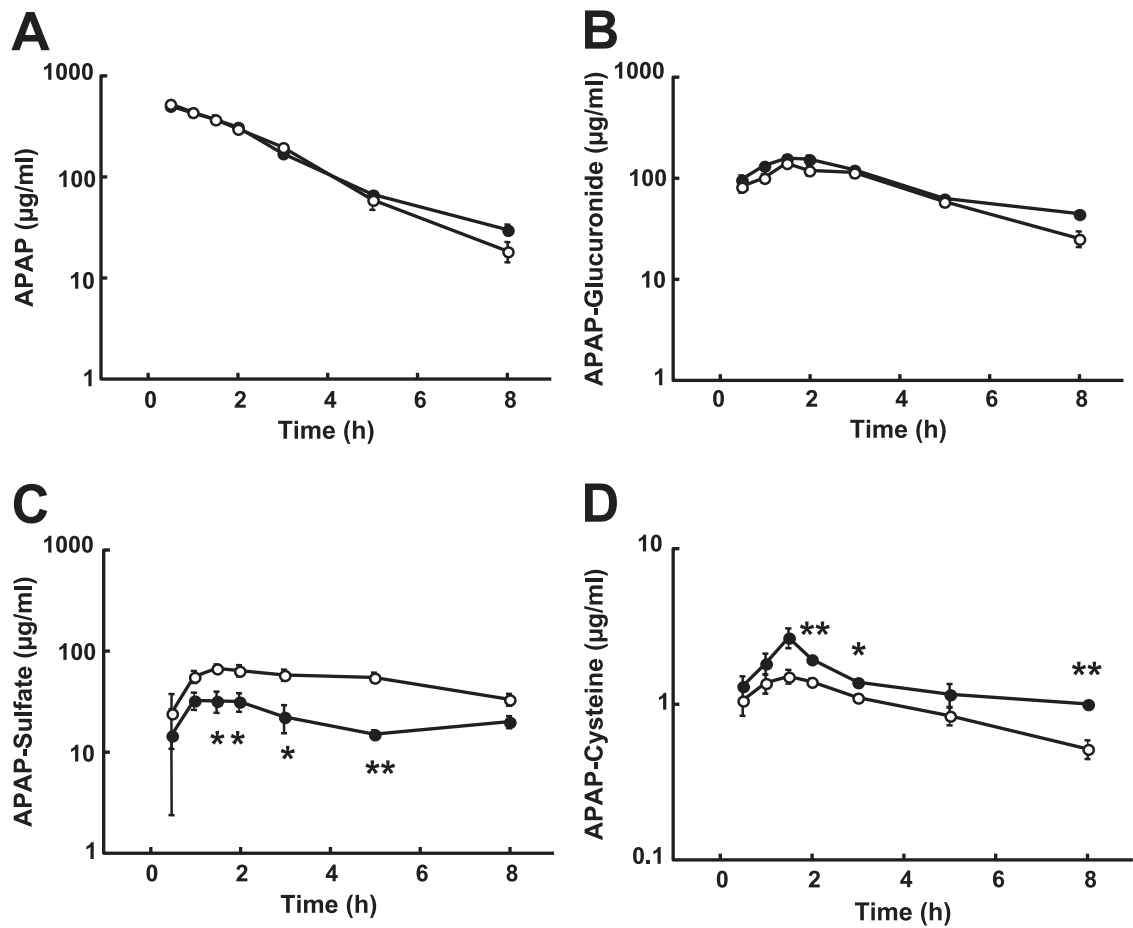 A
1000
100
10
1
APAP (µg/ml)
0 2 4 6 8
Time (h)
B
1000
100
10
1
APAP-Glucuronide (µg/ml)
0 2 4 6 8
Time (h)
C
1000
100
10
1
APAP-Sulfate (µg/ml)
* *
*
**
0 2 4 6 8
Time (h)
D
10
1
0.1
APAP-Cysteine (µg/ml)
**
*
**
0 2 4 6 8
Time (h)